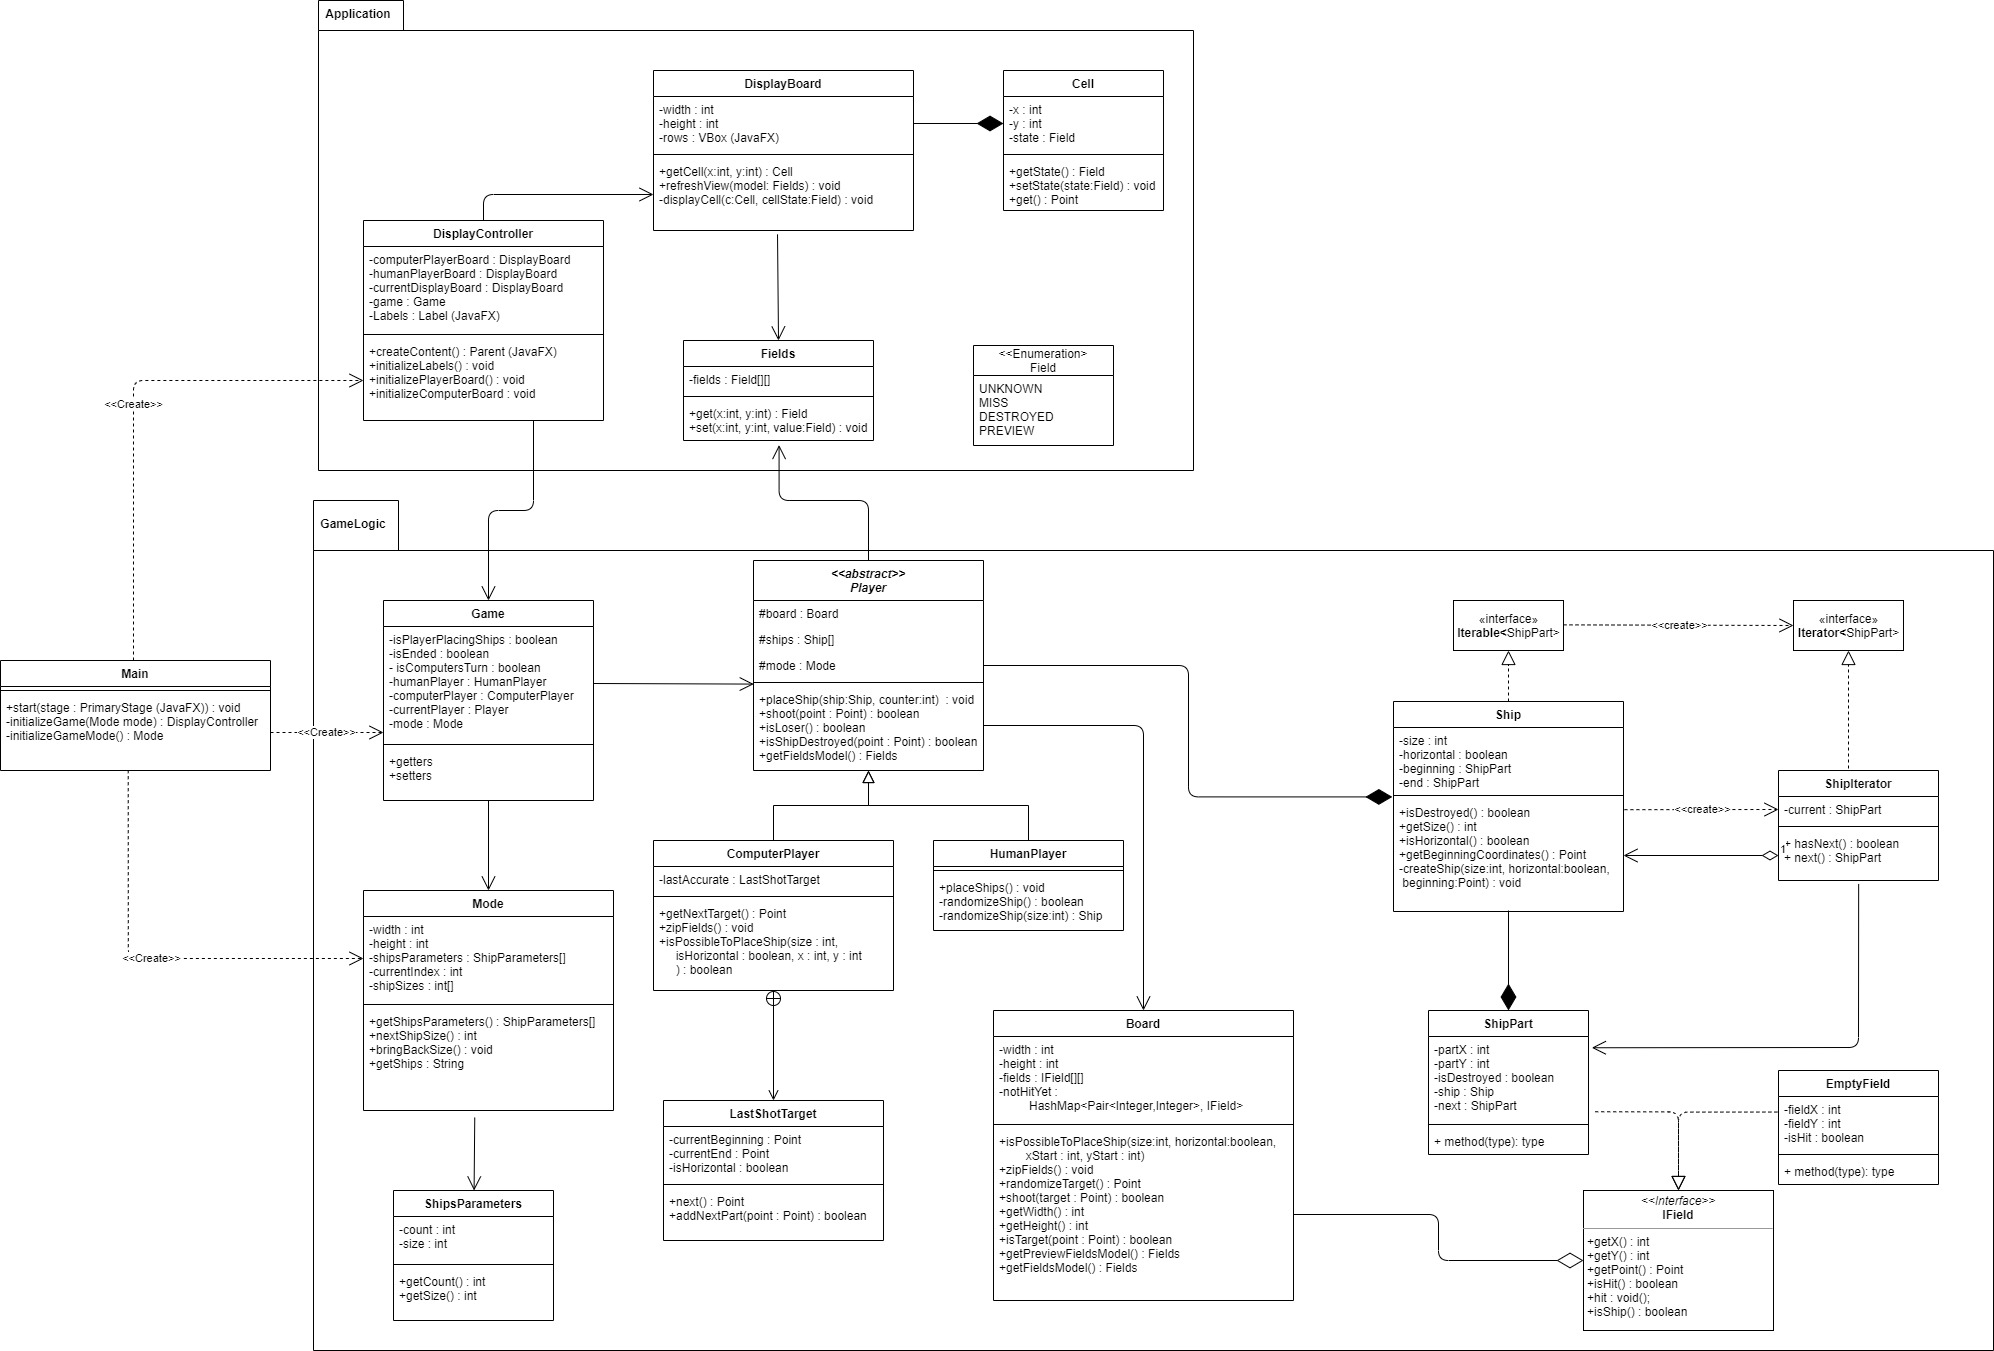 Application
DisplayBoard
-width : int
-height : int
-rows : VBox (JavaFX)
+getCell(x:int, y:int) : Cell
+refreshView(model: Fields) : void
-displayCell(c:Cell, cellState:Field) : void
Cell
-x : int
-y : int
-state : Field
+getState() : Field
+setState(state:Field) : void
+get() : Point
DisplayController
-computerPlayerBoard : DisplayBoard
-humanPlayerBoard : DisplayBoard
-currentDisplayBoard : DisplayBoard
-game : Game
-Labels : Label (JavaFX)
+createContent() : Parent (JavaFX)
+initializeLabels() : void
+initializePlayerBoard() : void
+initializeComputerBoard : void
Fields
-fields : Field[][]
+get(x:int, y:int) : Field
+set(x:int, y:int, value:Field) : void
<<Enumeration>
Field
UNKNOWN
MISS
DESTROYED
PREVIEW
<<Create>>
GameLogic
Main
+start(stage : PrimaryStage (JavaFX)) : void
-initializeGame(Mode mode) : DisplayController
-initializeGameMode() : Mode
<<Create>>
<<Create>>
Game
-isPlayerPlacingShips : boolean
-isEnded : boolean
- isComputersTurn : boolean
-humanPlayer : HumanPlayer
-computerPlayer : ComputerPlayer
-currentPlayer : Player
-mode : Mode
+getters
+setters
<<abstract>>
Player
#board : Board
#ships : Ship[]
#mode : Mode
+placeShip(ship:Ship, counter:int)  : void
+shoot(point : Point) : boolean
+isLoser() : boolean
+isShipDestroyed(point : Point) : boolean
+getFieldsModel() : Fields
«interface»
Iterable<ShipPart>
<<create>>
«interface»
Iterator<ShipPart>
Ship
-size : int
-horizontal : boolean
-beginning : ShipPart
-end : ShipPart
+isDestroyed() : boolean
+getSize() : int
+isHorizontal() : boolean
+getBeginningCoordinates() : Point
-createShip(size:int, horizontal:boolean,
beginning:Point) : void
<<create>>
ShipIterator
-current : ShipPart
1
+ hasNext() : boolean
+ next() : ShipPart
Mode
-width : int
-height : int
-shipsParameters : ShipParameters[]
-currentIndex : int
-shipSizes : int[]
+getShipsParameters() : ShipParameters[]
+nextShipSize() : int
+bringBackSize() : void
+getShips : String
ComputerPlayer
-lastAccurate : LastShotTarget
+getNextTarget() : Point
+zipFields() : void
+isPossibleToPlaceShip(size : int,
isHorizontal : boolean, x : int, y : int
) : boolean
HumanPlayer
+placeShips() : void
-randomizeShip() : boolean
-randomizeShip(size:int) : Ship
LastShotTarget
-currentBeginning : Point
-currentEnd : Point
-isHorizontal : boolean
+next() : Point
+addNextPart(point : Point) : boolean
ShipsParameters
-count : int
-size : int
+getCount() : int
+getSize() : int
Board
-width : int
-height : int
-fields : IField[][]
-notHitYet :
HashMap<Pair<Integer,Integer>, IField>
+isPossibleToPlaceShip(size:int, horizontal:boolean,
xStart : int, yStart : int)
+zipFields() : void
+randomizeTarget() : Point
+shoot(target : Point) : boolean
+getWidth() : int
+getHeight() : int
+isTarget(point : Point) : boolean
+getPreviewFieldsModel() : Fields
+getFieldsModel() : Fields
ShipPart
-partX : int
-partY : int
-isDestroyed : boolean
-ship : Ship
-next : ShipPart
+ method(type): type
EmptyField
-fieldX : int
-fieldY : int
-isHit : boolean
+ method(type): type
<<Interface>>
IField
+getX() : int
+getY() : int
+getPoint() : Point
+isHit() : boolean
+hit : void();
+isShip() : boolean